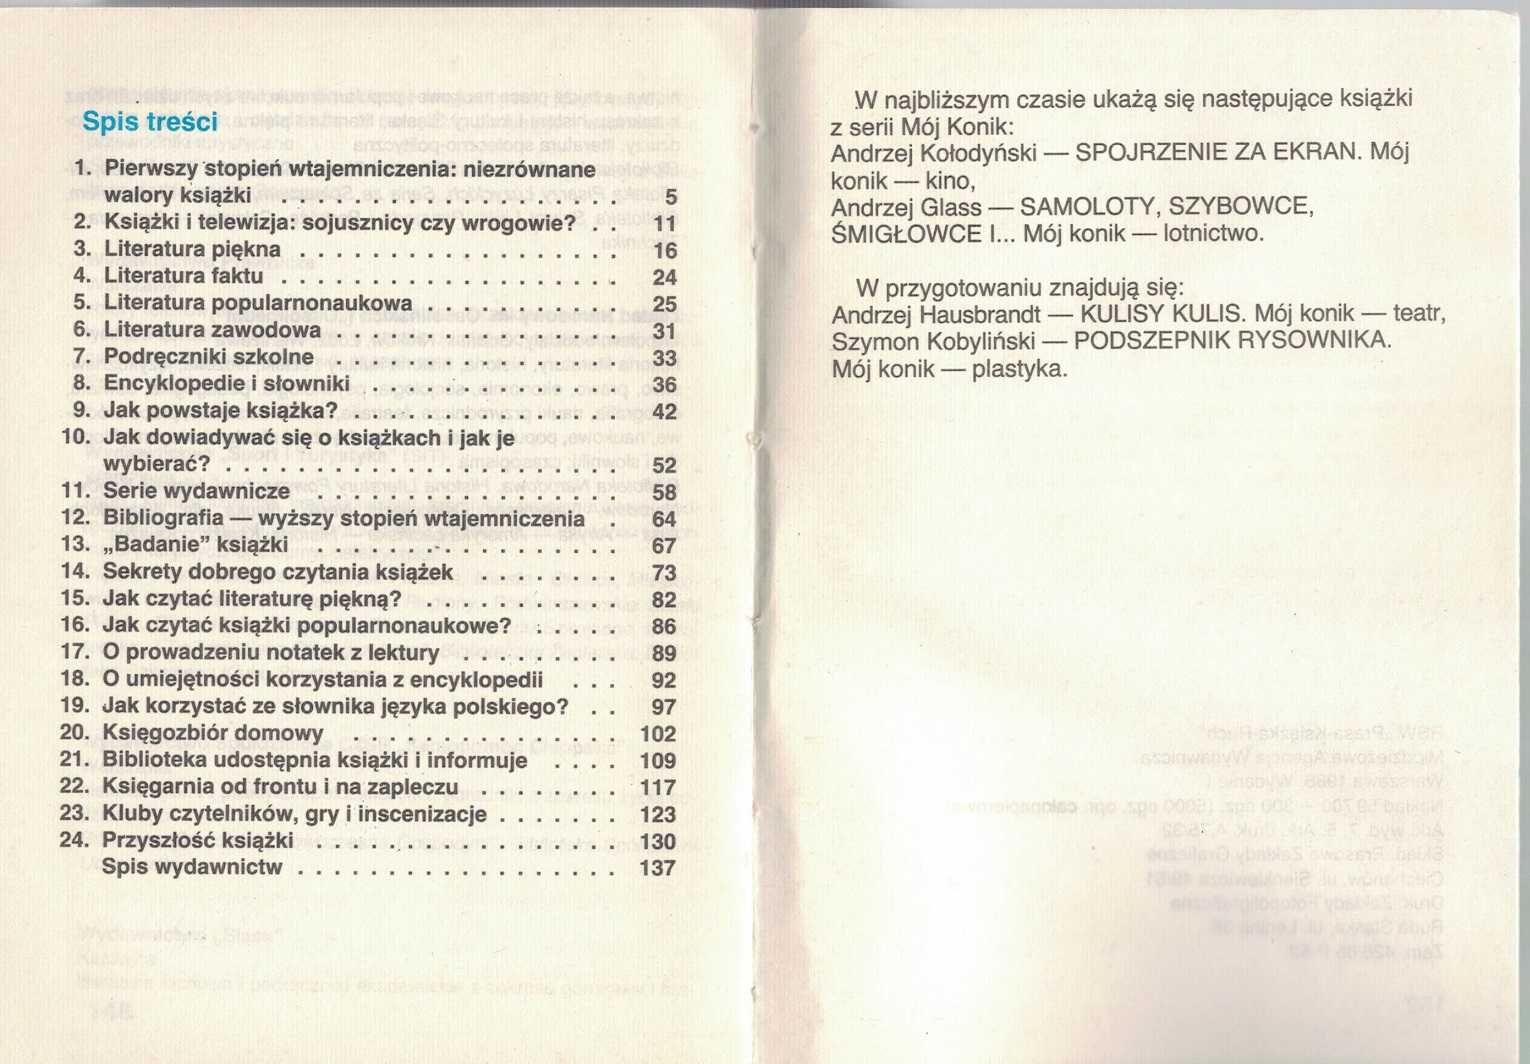 Spis treści
1. Pierwszy stopień wtajemniczenia: niezrównane
walory książki . . . . . . . . . . . . . . . . . . 5
2. Książki i telewizja: sojusznicy czy wrogowie? . . 11
3. Literatura piękna . . . . . . . . . . . . . . . . . 16
4. Literatura faktu . . . . . . . . . . . . . . . . . . 24
5. Literatura popularnonaukowa . . . . . . . . . . 25
6. Literatura zawodowa . . . . . . . . . . . . . . . 31
7. Podręczniki szkolne . . . . . . . . . . . . . . . 33
8. Encyklopedie i słowniki . . . . . . . . . . . . . 36
9. Jak powstaje książka? . . . . . . . . . . . . . . 42
10. Jak dowiadywać się o książkach i jak je
wybierać? . . . . . . . . . . . . . . . . . . . . . 52
11. Serie wydawnicze . . . . . . . . . . . . . . . . 58
12. Bibliografia — wyższy stopień wtajemniczenia . 64
13. „Badanie” książki . . . . . . . . . . . . . . . . 67
14. Sekrety dobrego czytania książek . . . . . . . . 73
15. Jak czytać literaturę piękną? . . . . . . . . . . 82
16. Jak czytać książki popularnonaukowe? . . . . . 86
17. O prowadzeniu notatek z lektury . . . . . . . . . 89
18. O umiejętności korzystania z encyklopedii . . . 92
19. Jak korzystać ze słownika języka polskiego? . . 97
20. Księgozbiór domowy . . . . . . . . . . . . . . 102
21. Biblioteka udostępnia książki i informuje . . . . 109
22. Księgarnia od frontu i na zapleczu . . . . . . . . 117
23. Kluby czytelników, gry i inscenizacje . . . . . . . 123
24. Przyszłość książki . . . . . . . . . . . . . . . . 130
Spis wydawnictw . . . . . . . . . . . . . . . . . . 137
W najbliższym czasie ukażą się następujące książki
z serii Mój Konik:
Andrzej Kołodyński — SPOJRZENIE ZA EKRAN. Mój
konik — kino,
Andrzej Glass — SAMOLOTY, SZYBOWCE,
ŚMIGŁOWCE I... Mój konik — lotnictwo.
W przygotowaniu znajdują się:
Andrzej Hausbrandt — KULISY KULIS. Mój konik — teatr,
Szymon Kobyliński — PODSZEPNIK RYSOWNIKA.
Mój konik — plastyka.